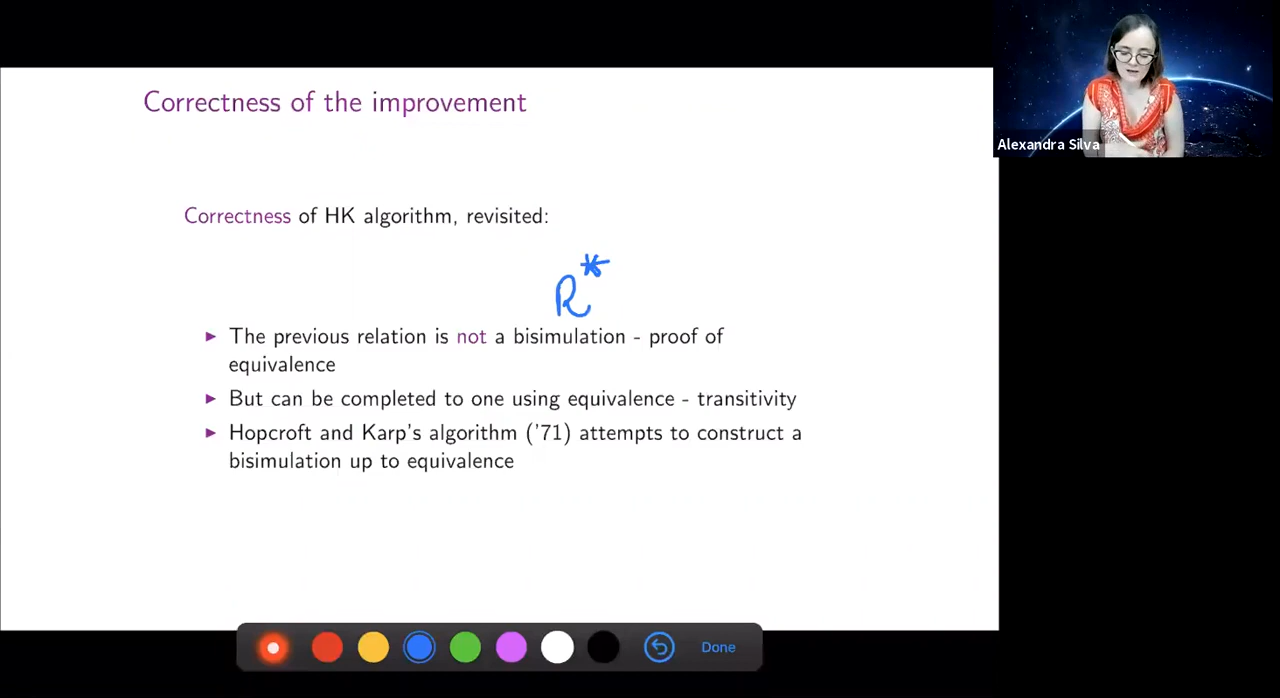 Correctness of the improvement
Alexandra Silva
Correctness of HK algorithm, revisited:
R*
► The previous relation is not a bisimulation - proof of
equivalence
► But can be completed to one using equivalence - transitivity
► Hopcroft and Karp's algorithm ('71) attempts to construct a
bisimulation up to equivalence
Done